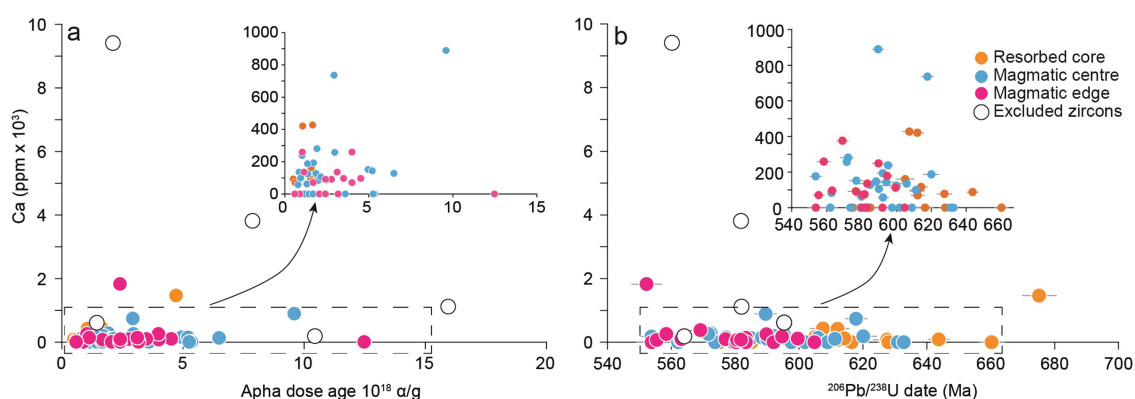 a
10
8
6
4
2
0
Ca (ppm x 10³)
0 5 10 15 20
Apha dose age 10¹⁸ α/g
1000
800
600
400
200
0
0 5 10 15
b
10
8
6
4
2
0
540 560 580 600 620 640 660 700
²⁰⁶Pb/²³⁸U date (Ma)
1000
800
600
400
200
0
540 560 580 600 620 640 660
Resorbed core
Magmatic centre
Magmatic edge
Excluded zircons